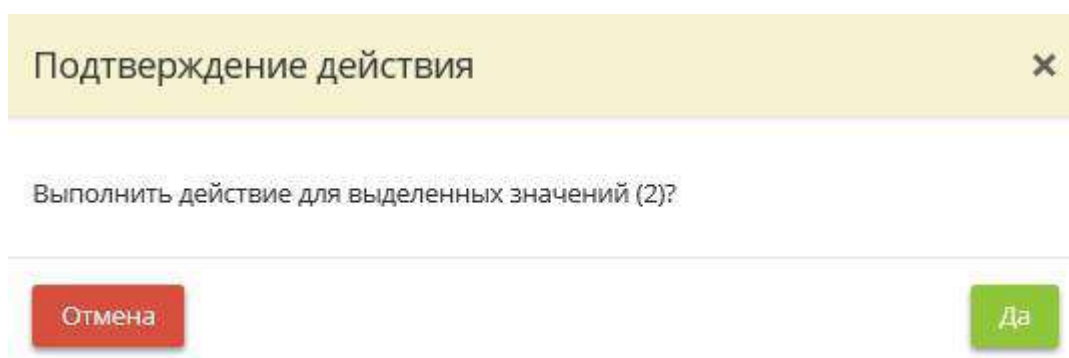 Подтверждение действия
Выполнить действие для выделенных значений (2)?
Отмена
Да